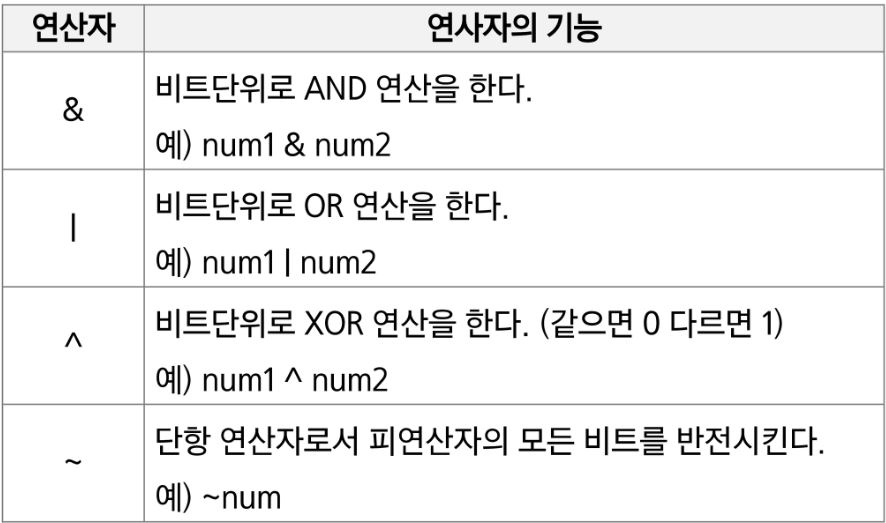 연산자 연사자의 기능
& 비트단위로 AND 연산을 한다.
예) num1 & num2
| 비트단위로 OR 연산을 한다.
예) num1 | num2
^ 비트단위로 XOR 연산을 한다. (같으면 0 다르면 1)
예) num1 ^ num2
~ 단항 연산자로서 피연산자의 모든 비트를 반전시킨다.
예) ~num